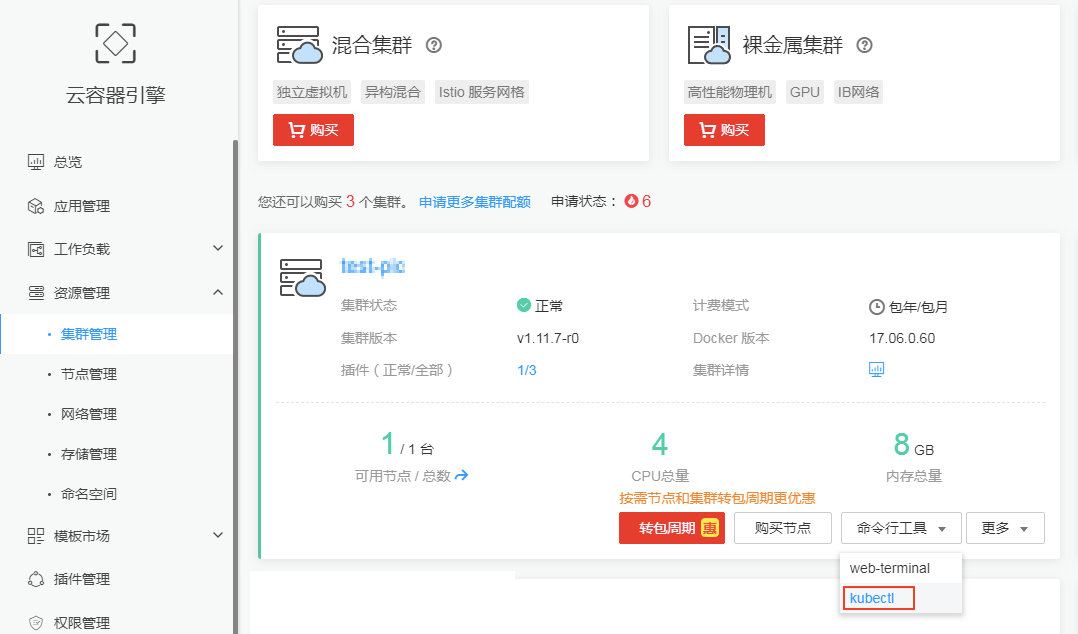 云容器引擎
总览
应用管理
工作负载
资源管理
集群管理
节点管理
网络管理
存储管理
命名空间
模板市场
插件管理
权限管理
混合集群
独立虚拟机 异构混合 Istio 服务网格
购买
裸金属集群
高性能物理机 GPU IB网络
购买
您还可以购买 3 个集群。 申请更多集群配额 申请状态： 6
集群状态 正常 计费模式 包年/包月
集群版本 v1.11.7-r0 Docker 版本 17.06.0.60
插件（正常/全部） 1/3 集群详情
1 / 1 台
可用节点 / 总数
4
CPU总量
8 GB
内存总量
按需节点和集群转包周期更优惠
转包周期 惠 购买节点 命令行工具 更多
web-terminal
kubectl